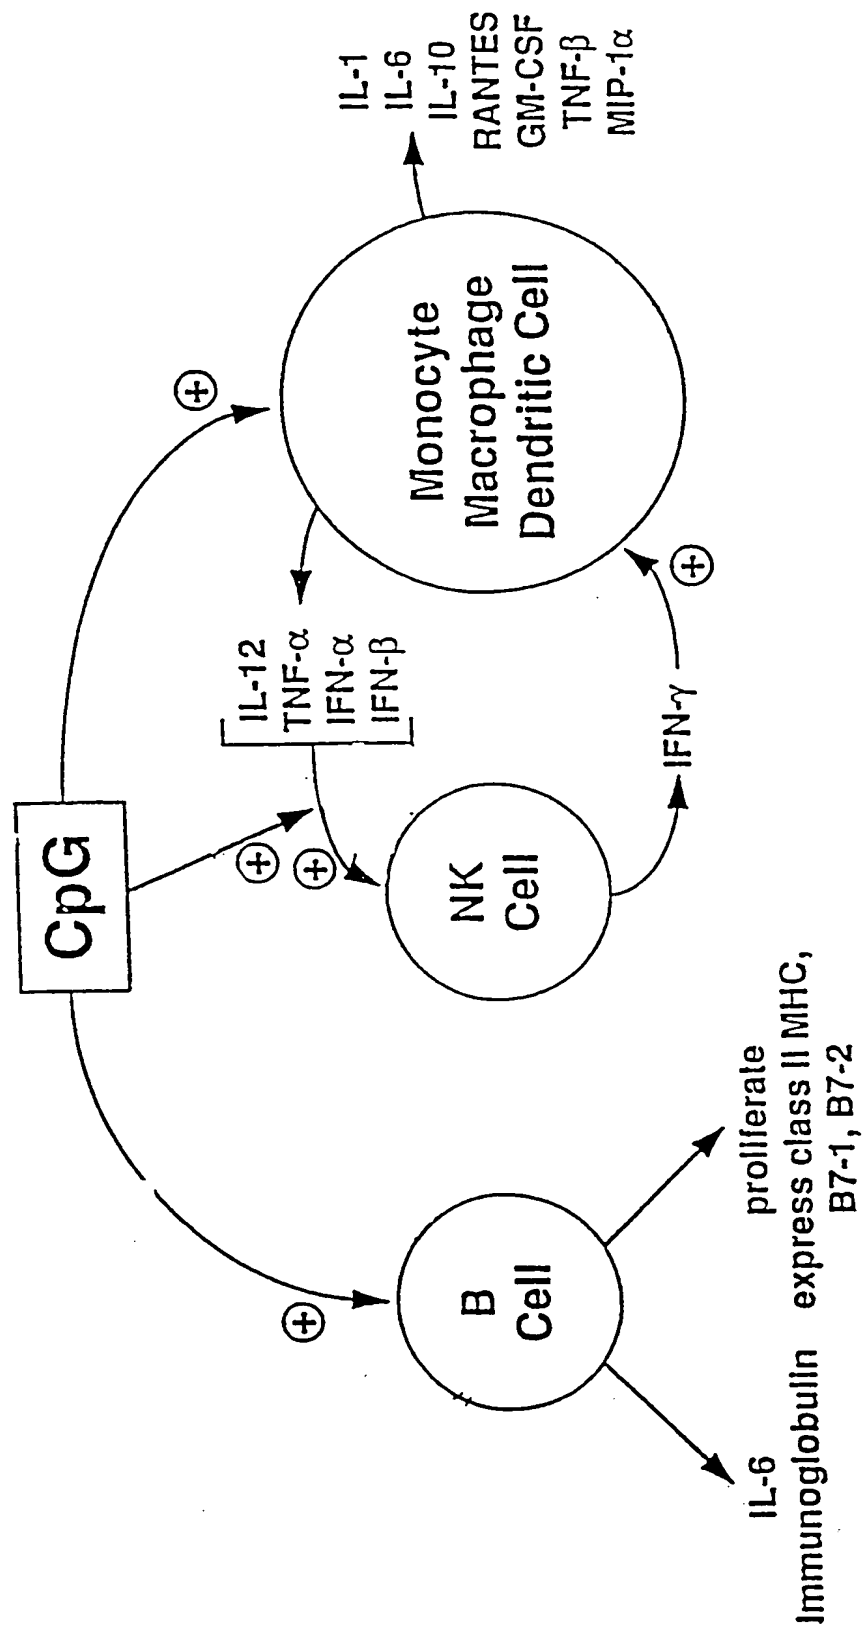 CpG
+
+
+
+
+
B
Cell
NK
Cell
Monocyte
Macrophage
Dendritic Cell
IL-12
TNF-α
IFN-α
IFN-β
IFN-γ
IL-1
IL-6
IL-10
RANTES
GM-CSF
TNF-β
MIP-1α
IL-6
Immunoglobulin
proliferate
express class II MHC,
B7-1, B7-2